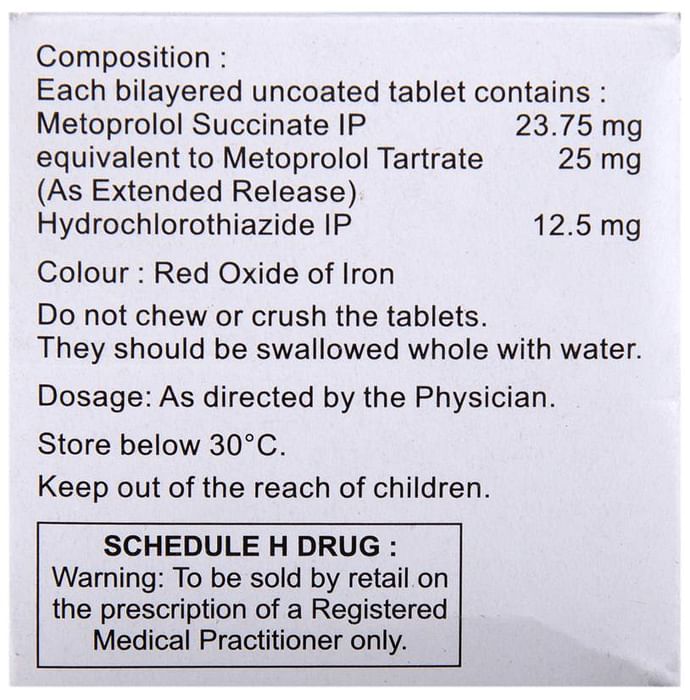 Composition :
Each bilayered uncoated tablet contains :
Metoprolol Succinate IP 23.75 mg
equivalent to Metoprolol Tartrate 25 mg
(As Extended Release)
Hydrochlorothiazide IP 12.5 mg
Colour : Red Oxide of Iron
Do not chew or crush the tablets.
They should be swallowed whole with water.
Dosage: As directed by the Physician.
Store below 30°C.
Keep out of the reach of children.
SCHEDULE H DRUG :
Warning: To be sold by retail on
the prescription of a Registered
Medical Practitioner only.